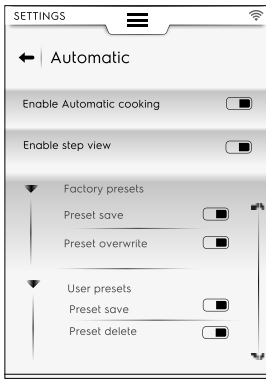 SETTINGS
Automatic
Enable Automatic cooking
Enable step view
Factory presets
Preset save
Preset overwrite
User presets
Preset save
Preset delete